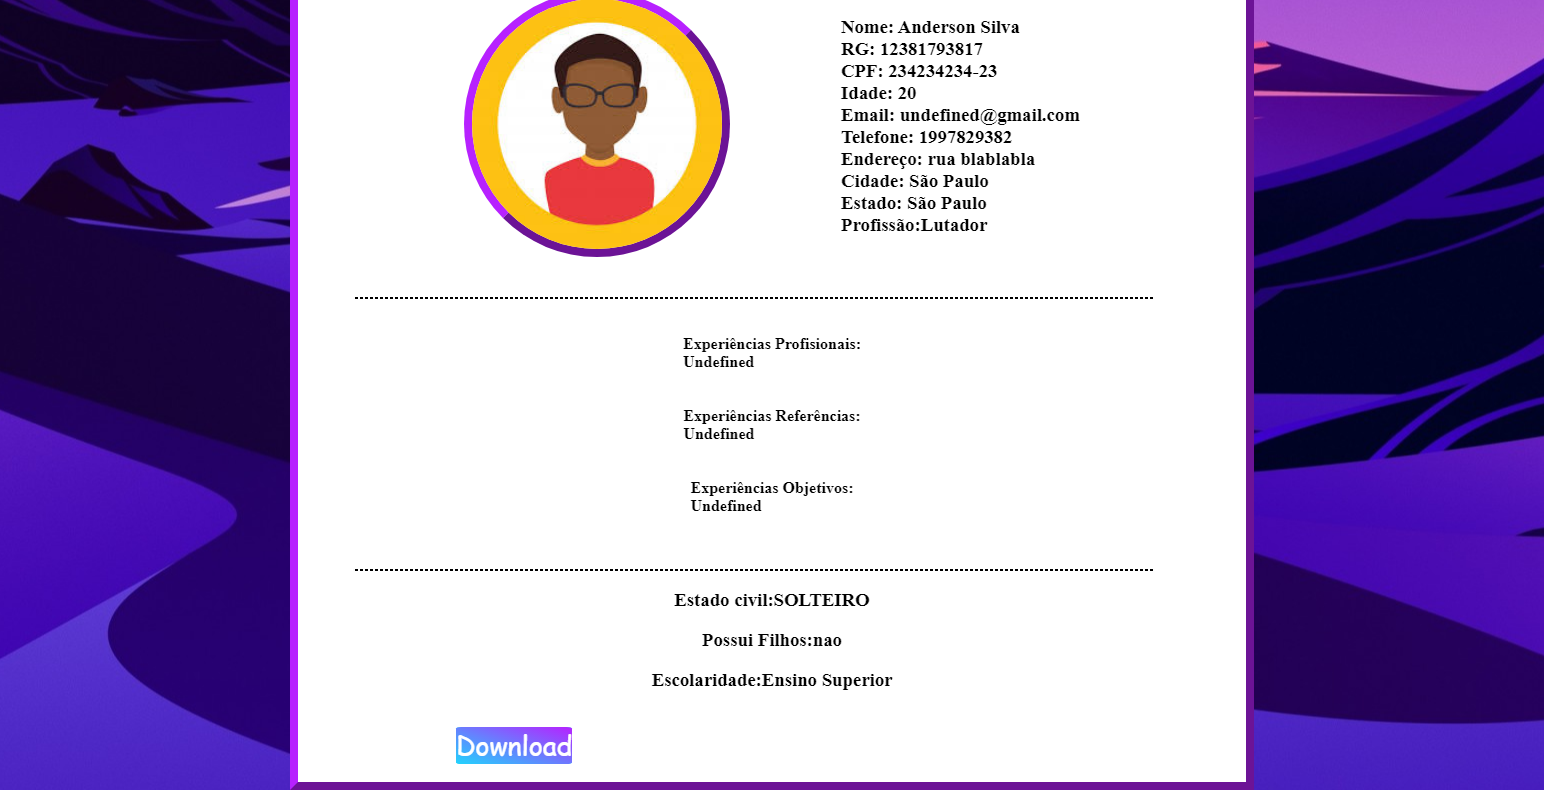 Nome: Anderson Silva
RG: 12381793817
CPF: 234234234-23
Idade: 20
Email: undefined@gmail.com
Telefone: 1997829382
Endereço: rua blablabla
Cidade: São Paulo
Estado: São Paulo
Profissão:Lutador
Experiências Profisionais:
Undefined
Experiências Referências:
Undefined
Experiências Objetivos:
Undefined
Estado civil:SOLTEIRO
Possui Filhos:nao
Escolaridade:Ensino Superior
Download